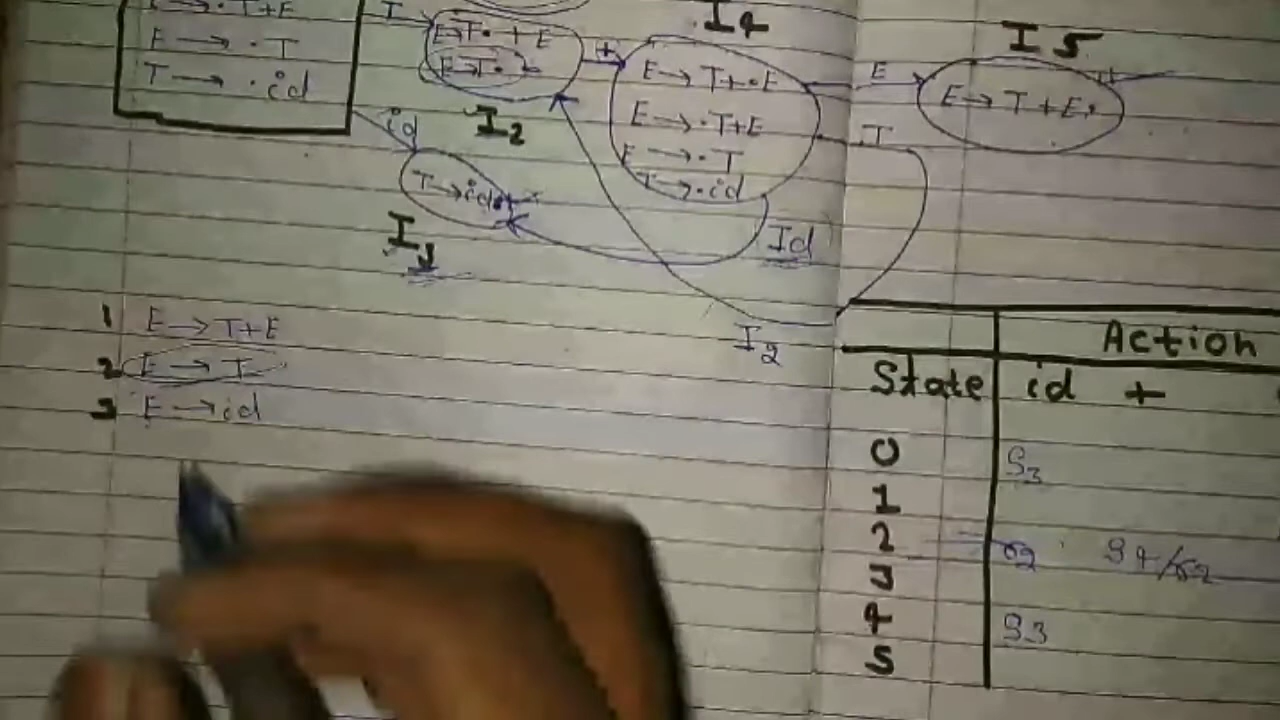 E → ·T+E
E → ·T
T → ·id
T
E→T· + E
E→T·
I2
id
T→id·
I3
+
I4
E → T+·E
E → ·T+E
E → ·T
T → ·id
Id
E
T
I2
I5
E → T + E·
1 E → T+E
2 E → T
3 E → id
Action
State id +
0 S3
1
2 r2 S4/r2
3
4 S3
5